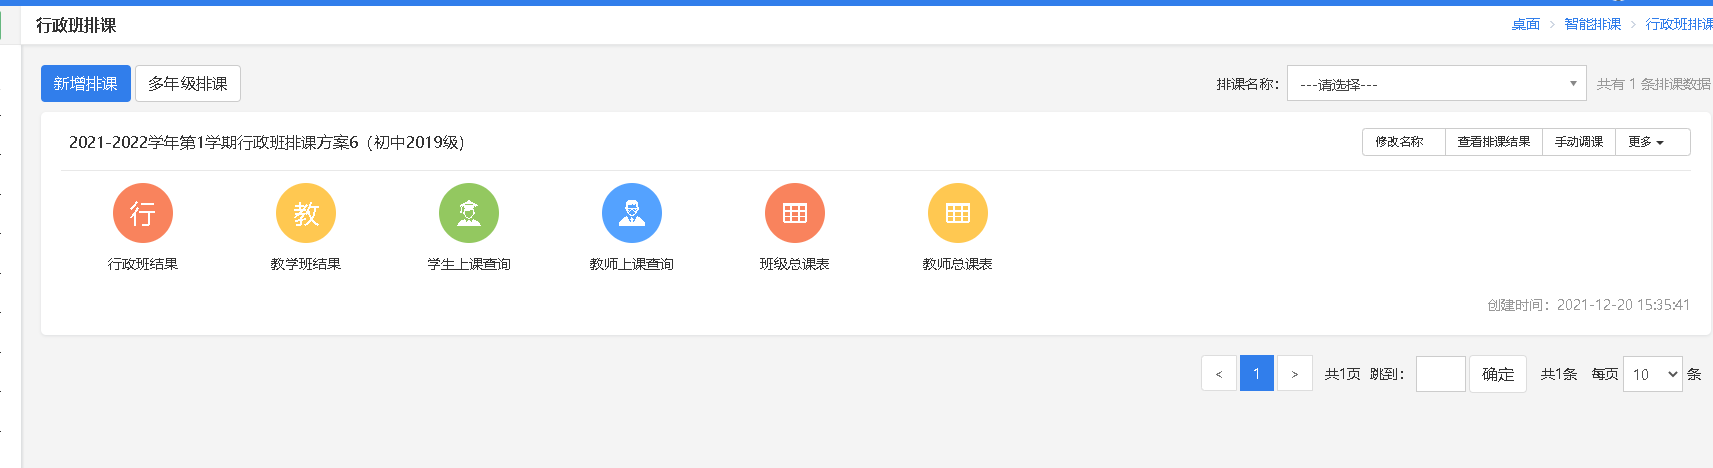 行政班排课
桌面 > 智能排课 > 行政班排课
新增排课 多年级排课 排课名称： ---请选择--- 共有 1 条排课数据
2021-2022学年第1学期行政班排课方案6（初中2019级） 修改名称 查看排课结果 手动调课 更多
行 教
行政班结果 教学班结果 学生上课查询 教师上课查询 班级总课表 教师总课表
创建时间：2021-12-20 15:35:41
< 1 > 共1页 跳到： 确定 共1条 每页 10 条